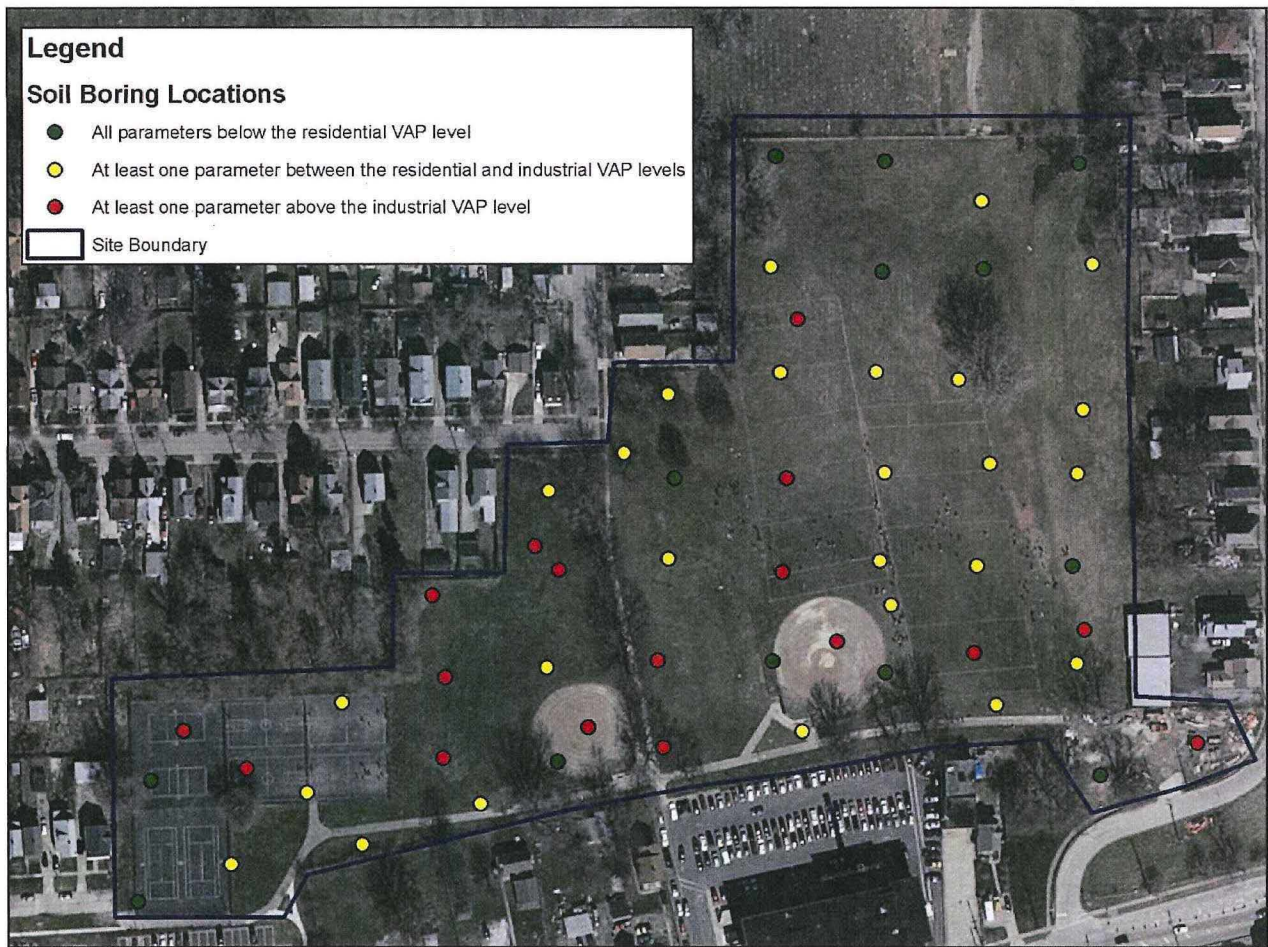 Legend
Soil Boring Locations
All parameters below the residential VAP level
At least one parameter between the residential and industrial VAP levels
At least one parameter above the industrial VAP level
Site Boundary